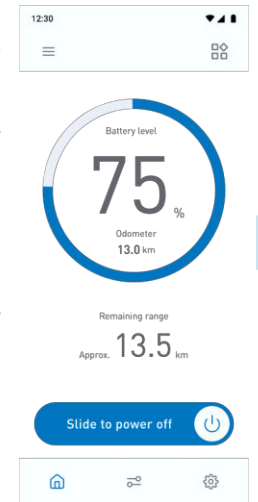 12:30
Battery level
75 %
Odometer
13.0 km
Remaining range
Approx. 13.5 km
Slide to power off